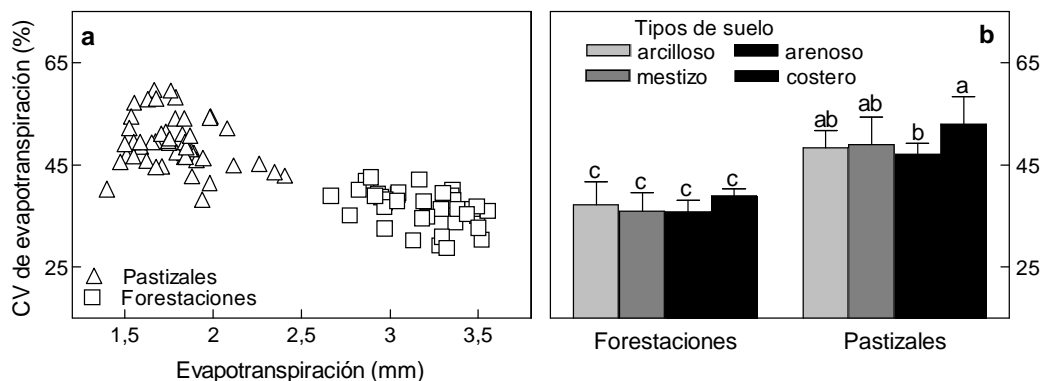 CV de evapotranspiración (%)
65
45
25
a
Pastizales
Forestaciones
1,5
2
2,5
3
3,5
Evapotranspiración (mm)
b
Tipos de suelo
arcilloso
arenoso
mestizo
costero
c
c
c
c
ab
ab
b
a
65
45
25
Forestaciones
Pastizales